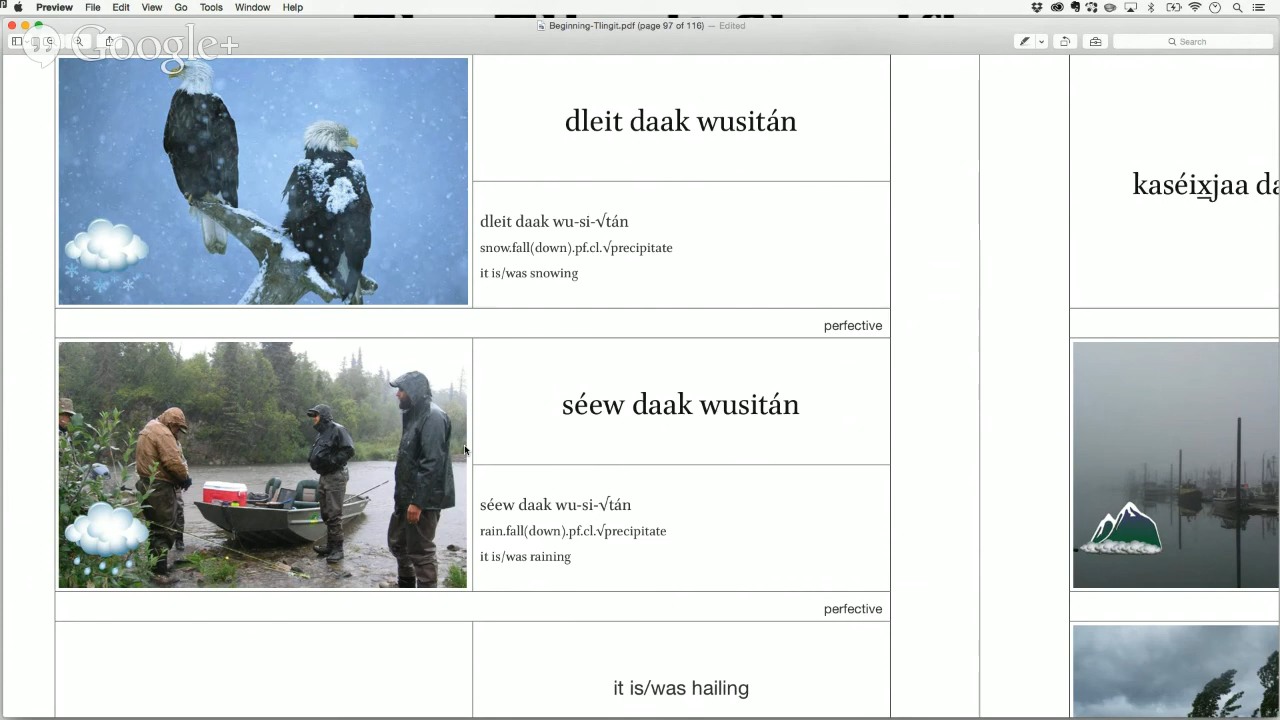 Preview File Edit View Go Tools Window Help
Beginning-Tlingit.pdf (page 97 of 116) — Edited
Google+
Search
dleit daak wusitán
dleit daak wu-si-√tán
snow.fall(down).pf.cl.√precipitate
it is/was snowing
perfective
séew daak wusitán
séew daak wu-si-√tán
rain.fall(down).pf.cl.√precipitate
it is/was raining
perfective
it is/was hailing
kaséix̲jaa da